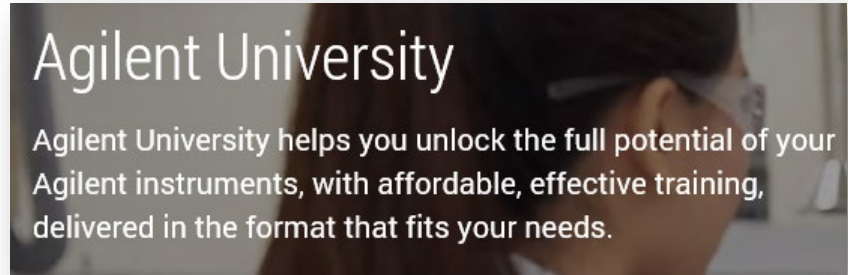 Agilent University
Agilent University helps you unlock the full potential of your
Agilent instruments, with affordable, effective training,
delivered in the format that fits your needs.